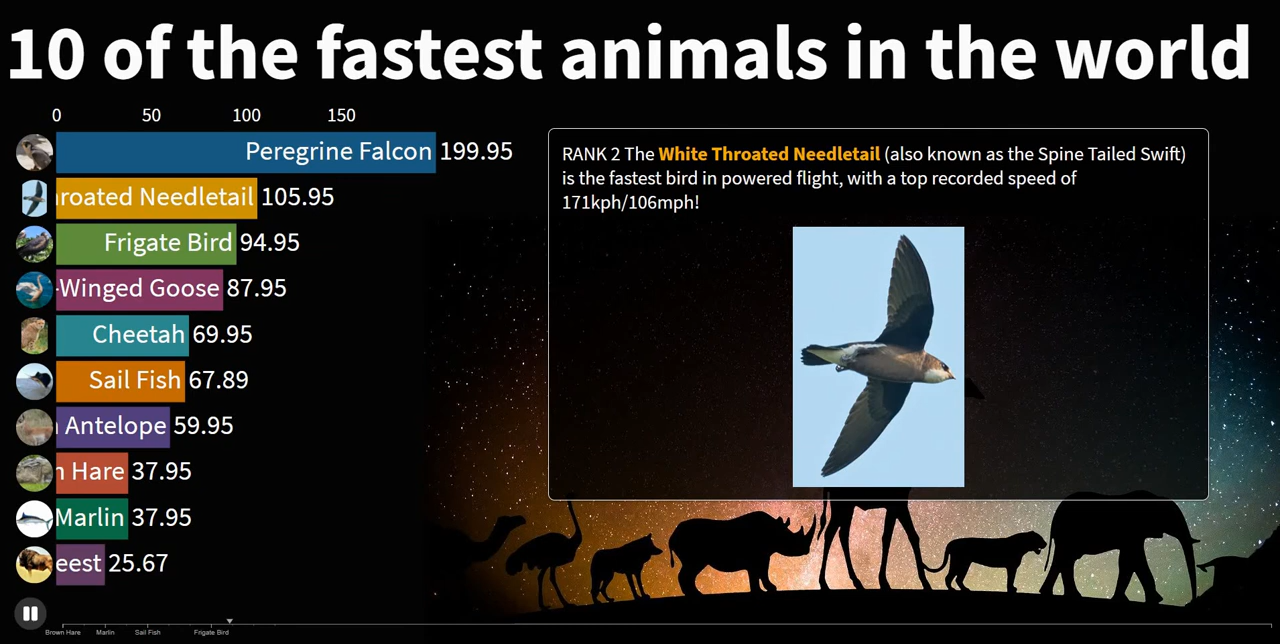 10 of the fastest animals in the world
0 50 100 150
Peregrine Falcon 199.95
roated Needletail 105.95
Frigate Bird 94.95
-Winged Goose 87.95
Cheetah 69.95
Sail Fish 67.89
Antelope 59.95
Hare 37.95
Marlin 37.95
eest 25.67
RANK 2 The White Throated Needletail (also known as the Spine Tailed Swift)
is the fastest bird in powered flight, with a top recorded speed of
171kph/106mph!
Brown Hare Marlin Sail Fish Frigate Bird